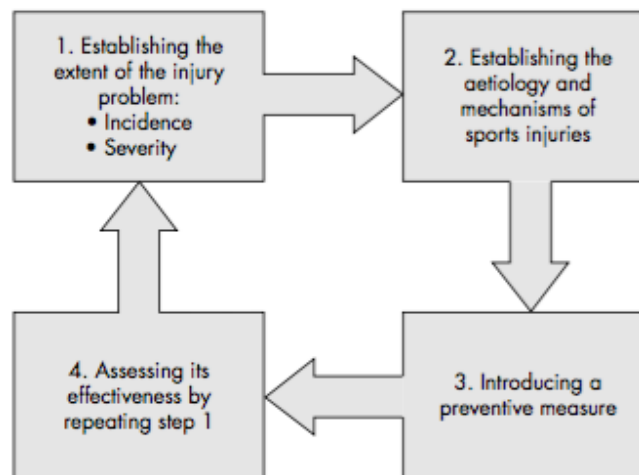 1. Establishing the
extent of the injury
problem:
• Incidence
• Severity
2. Establishing the
aetiology and
mechanisms of
sports injuries
3. Introducing a
preventive measure
4. Assessing its
effectiveness by
repeating step 1